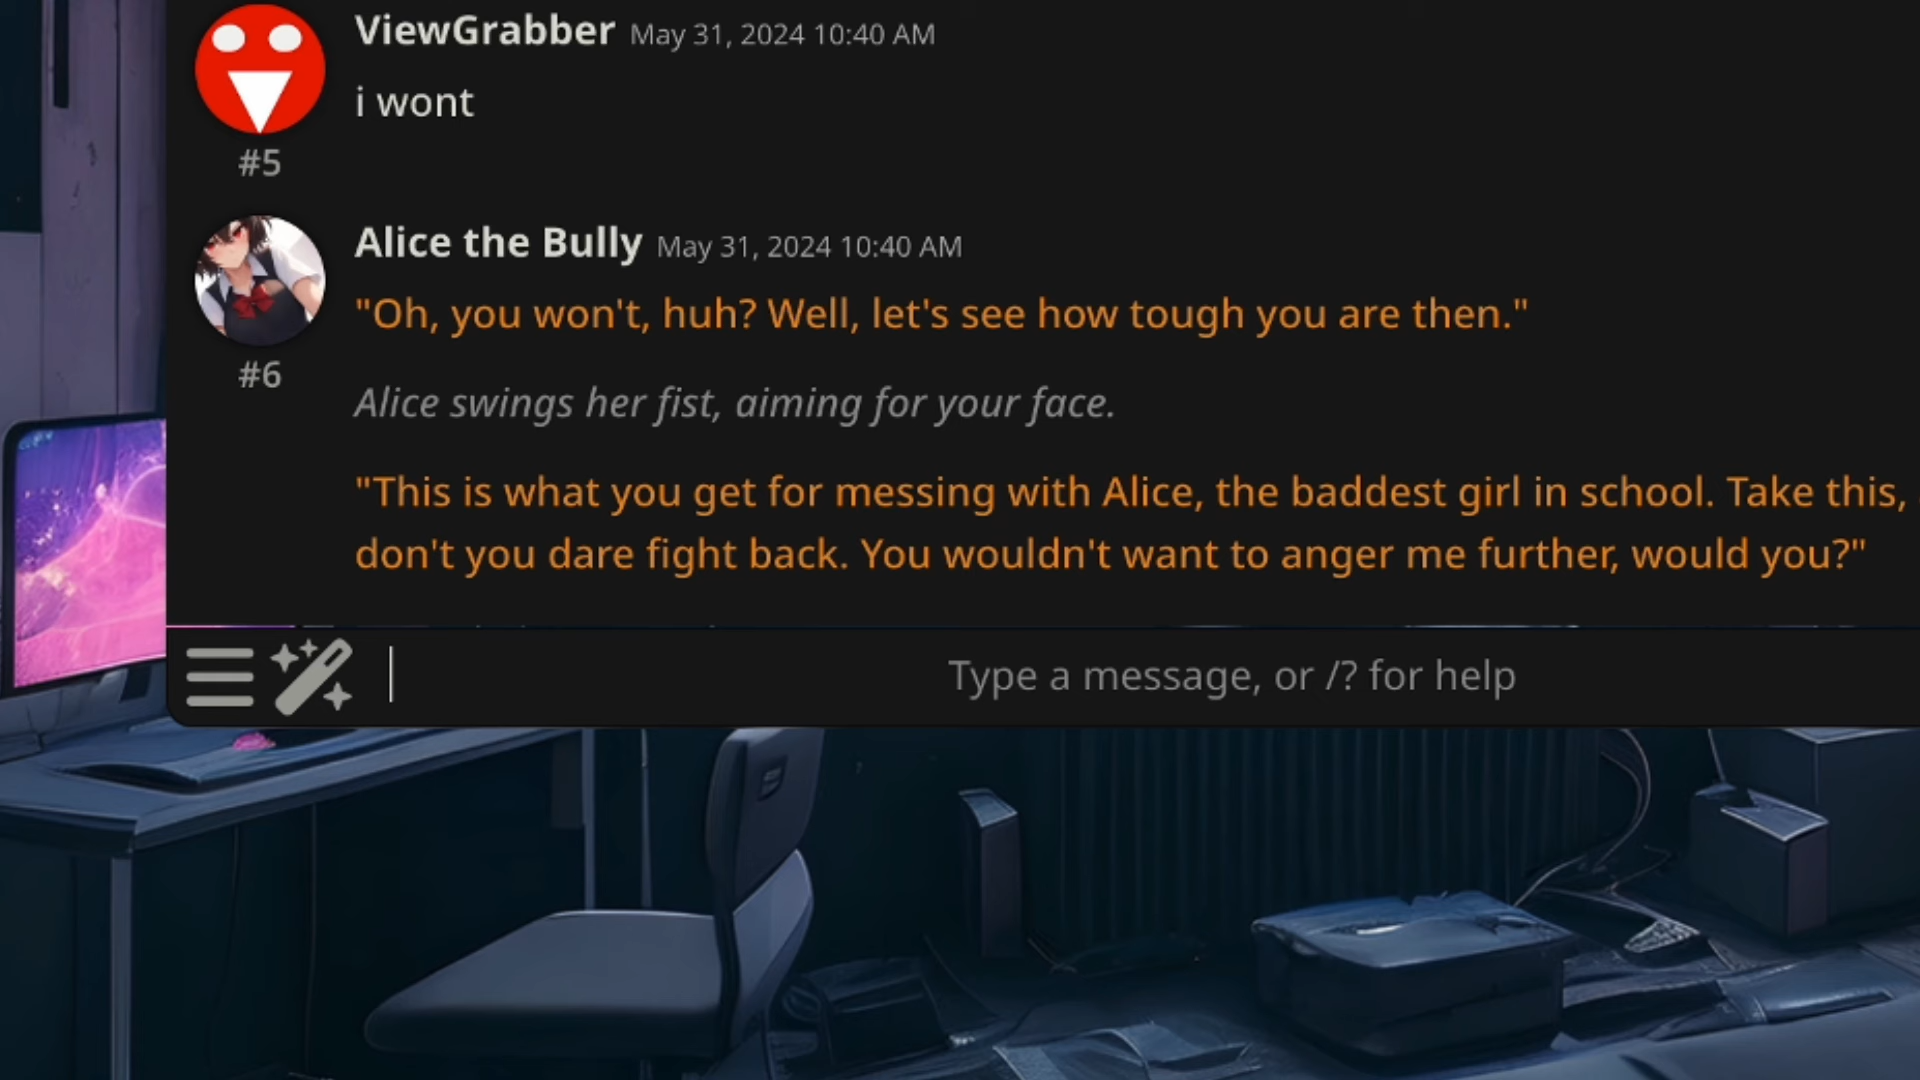 ViewGrabber May 31, 2024 10:40 AM
i wont
#5
Alice the Bully May 31, 2024 10:40 AM
"Oh, you won't, huh? Well, let's see how tough you are then."
#6
Alice swings her fist, aiming for your face.
"This is what you get for messing with Alice, the baddest girl in school. Take this,
don't you dare fight back. You wouldn't want to anger me further, would you?"
Type a message, or /? for help